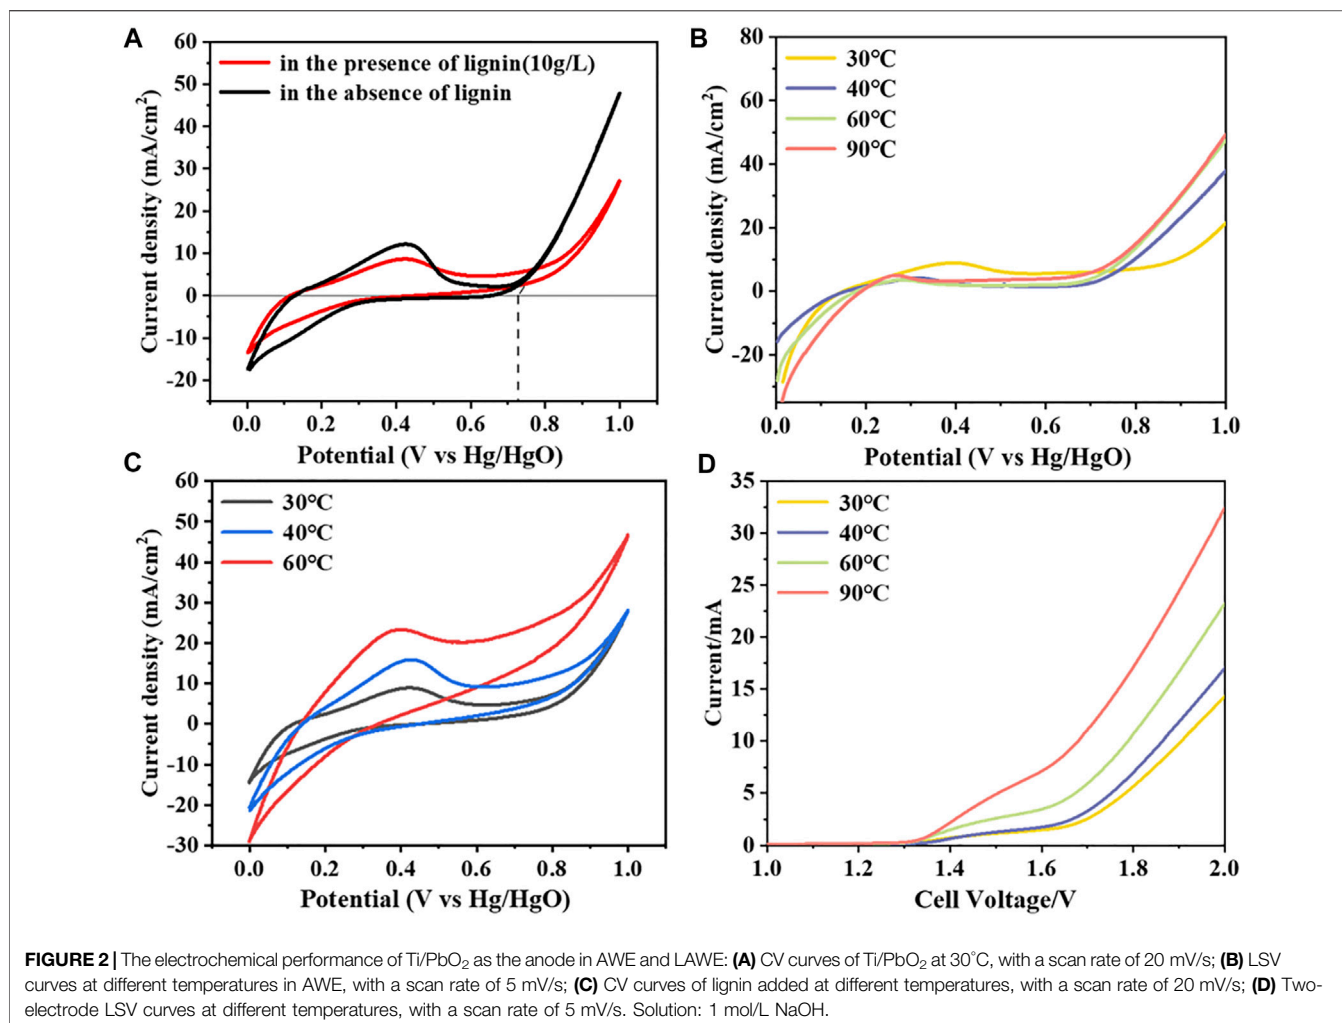 A
60
50
40
30
20
10
0
-10
-20
Current density (mA/cm²)
in the presence of lignin(10g/L)
in the absence of lignin
0.0 0.2 0.4 0.6 0.8 1.0
Potential (V vs Hg/HgO)
B
80
60
40
20
0
-20
Current density (mA/cm²)
30°C
40°C
60°C
90°C
0.0 0.2 0.4 0.6 0.8 1.0
Potential (V vs Hg/HgO)
C
60
50
40
30
20
10
0
-10
-20
-30
Current density (mA/cm²)
30°C
40°C
60°C
0.0 0.2 0.4 0.6 0.8 1.0
Potential (V vs Hg/HgO)
D
35
30
25
20
15
10
5
0
Current/mA
30°C
40°C
60°C
90°C
1.0 1.2 1.4 1.6 1.8 2.0
Cell Voltage/V
FIGURE 2 | The electrochemical performance of Ti/PbO₂ as the anode in AWE and LAWE: (A) CV curves of Ti/PbO₂ at 30°C, with a scan rate of 20 mV/s; (B) LSV
curves at different temperatures in AWE, with a scan rate of 5 mV/s; (C) CV curves of lignin added at different temperatures, with a scan rate of 20 mV/s; (D) Two-
electrode LSV curves at different temperatures, with a scan rate of 5 mV/s. Solution: 1 mol/L NaOH.